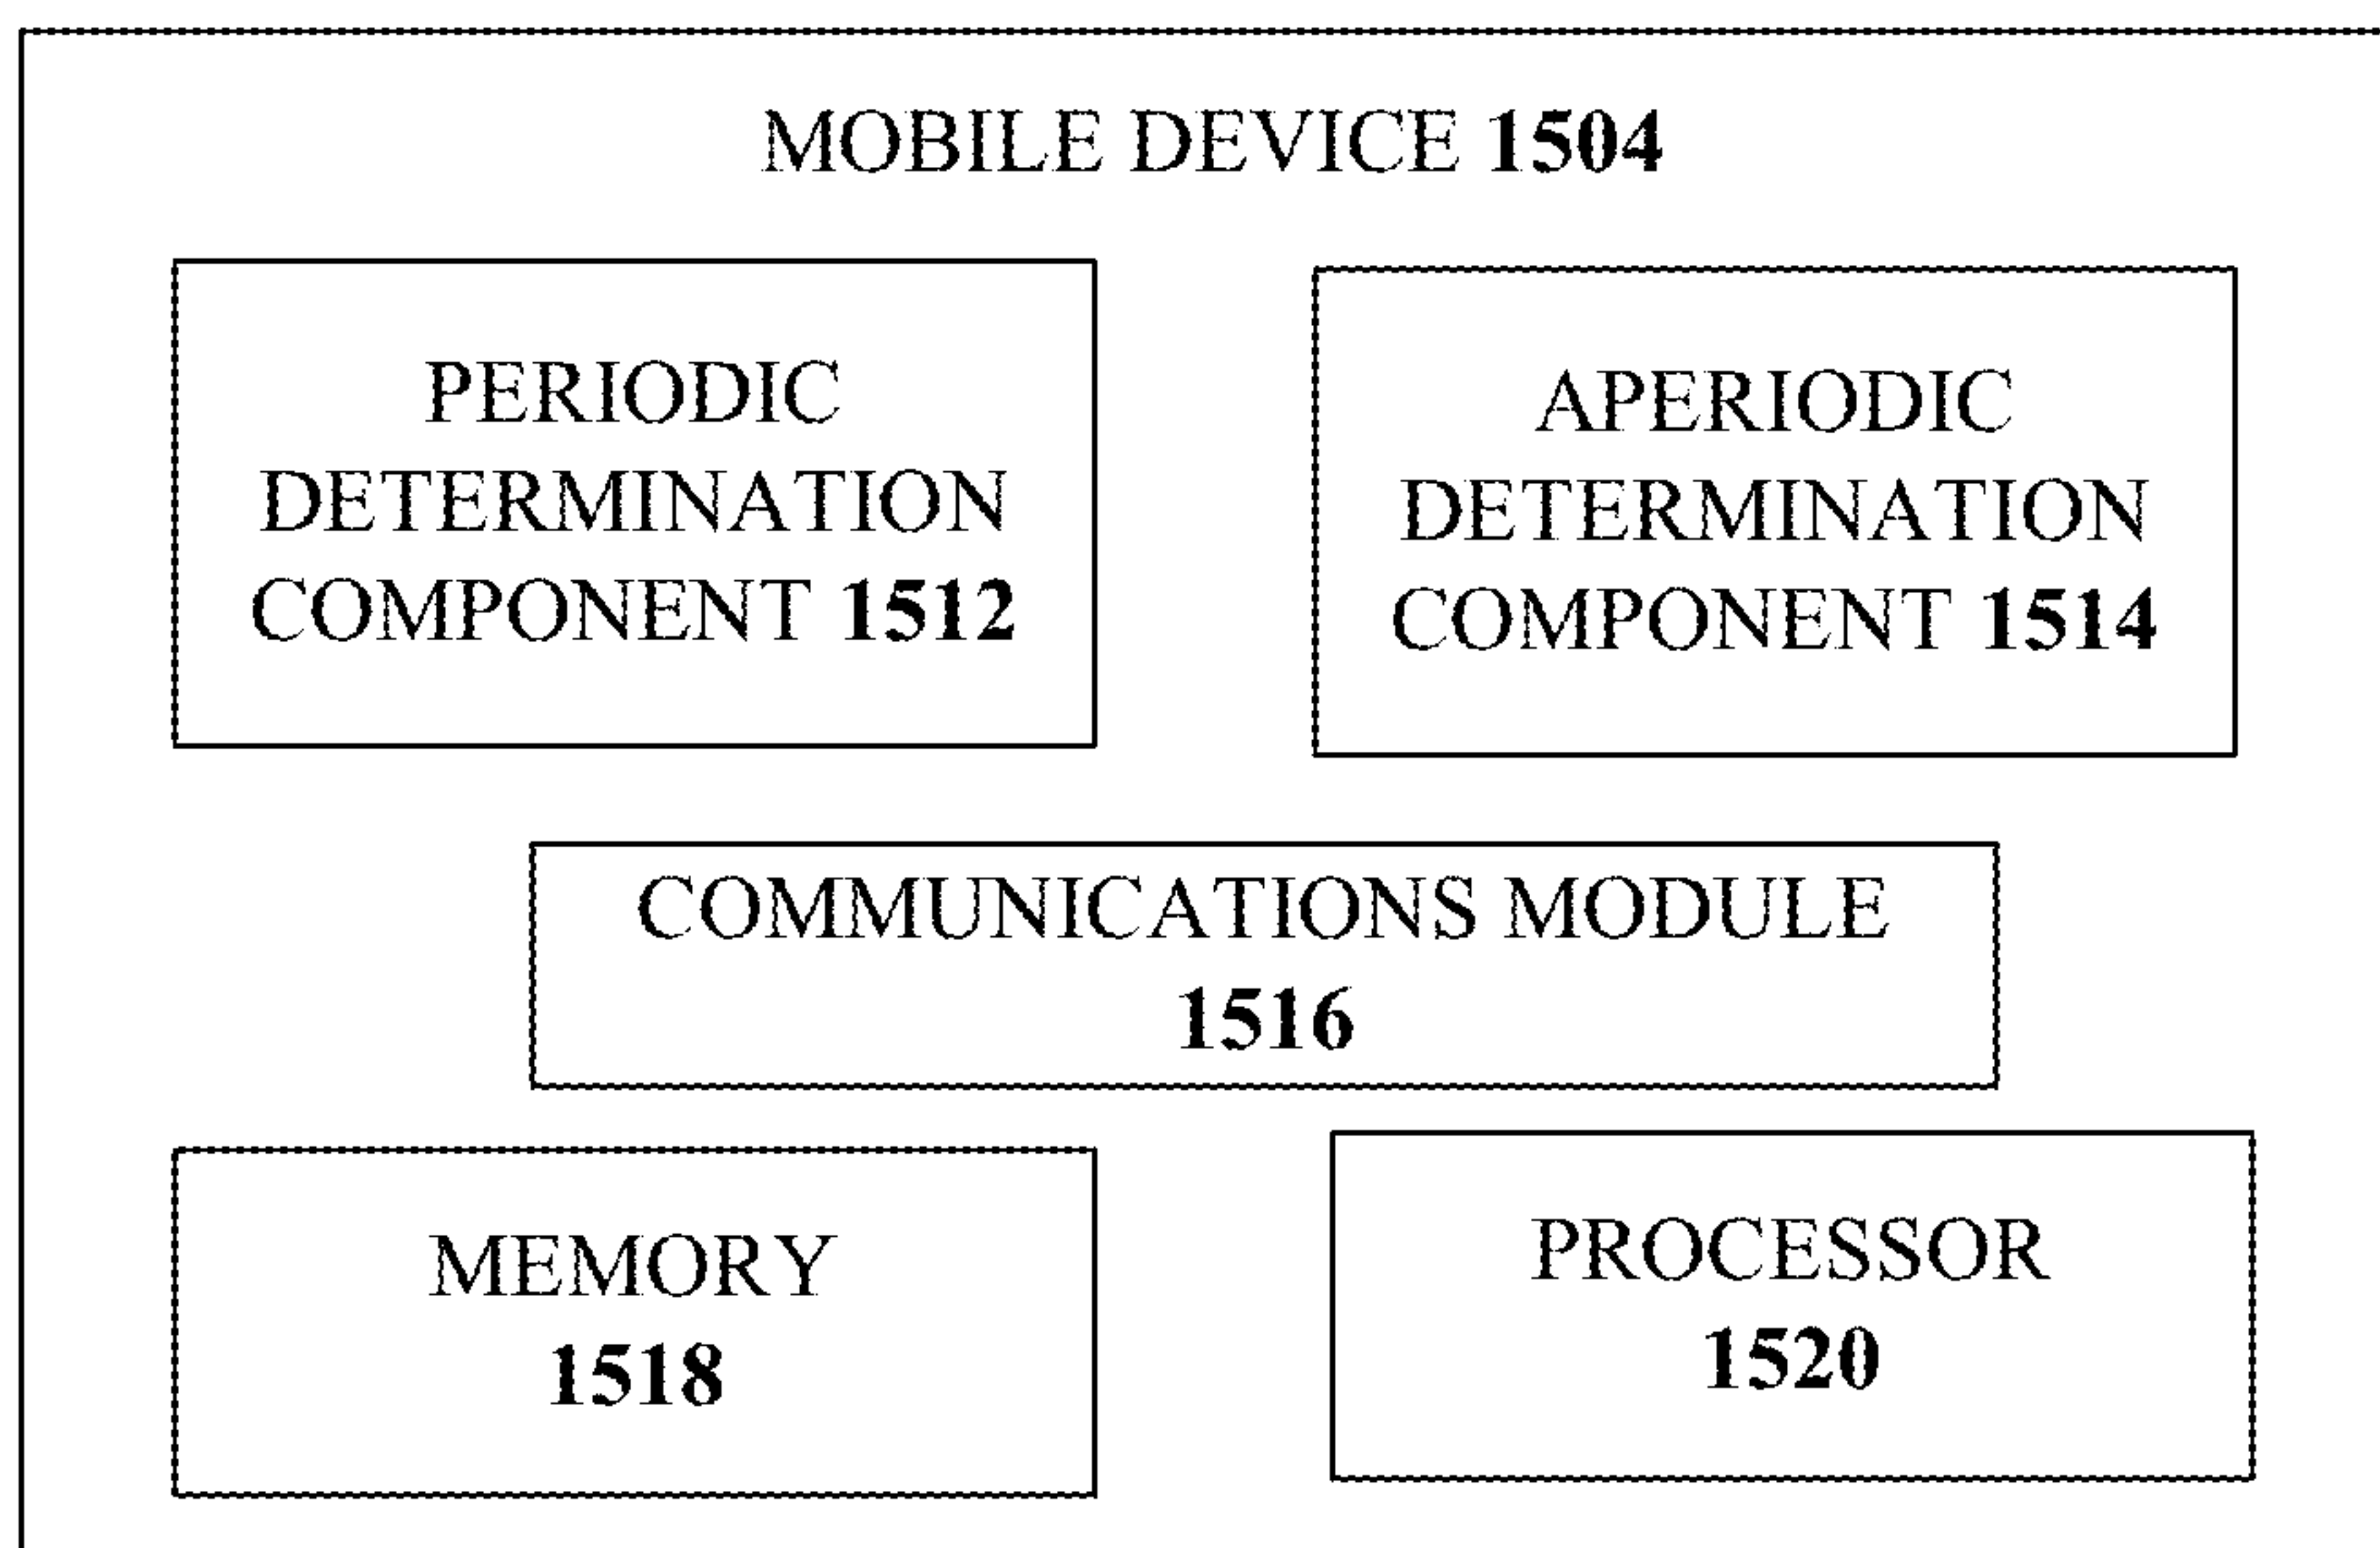 MOBILE DEVICE 1504
PERIODIC
DETERMINATION
COMPONENT 1512
APERIODIC
DETERMINATION
COMPONENT 1514
COMMUNICATIONS MODULE
1516
MEMORY
1518
PROCESSOR
1520